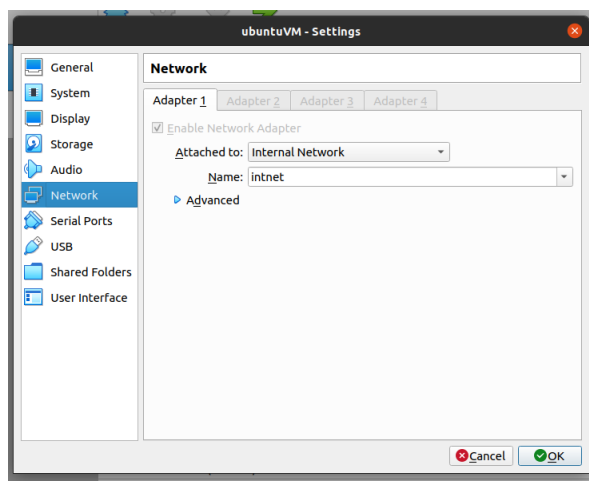 ubuntuVM - Settings
General
System
Display
Storage
Audio
Network
Serial Ports
USB
Shared Folders
User Interface
Network
Adapter 1 Adapter 2 Adapter 3 Adapter 4
Enable Network Adapter
Attached to: Internal Network
Name: intnet
Advanced
Cancel OK